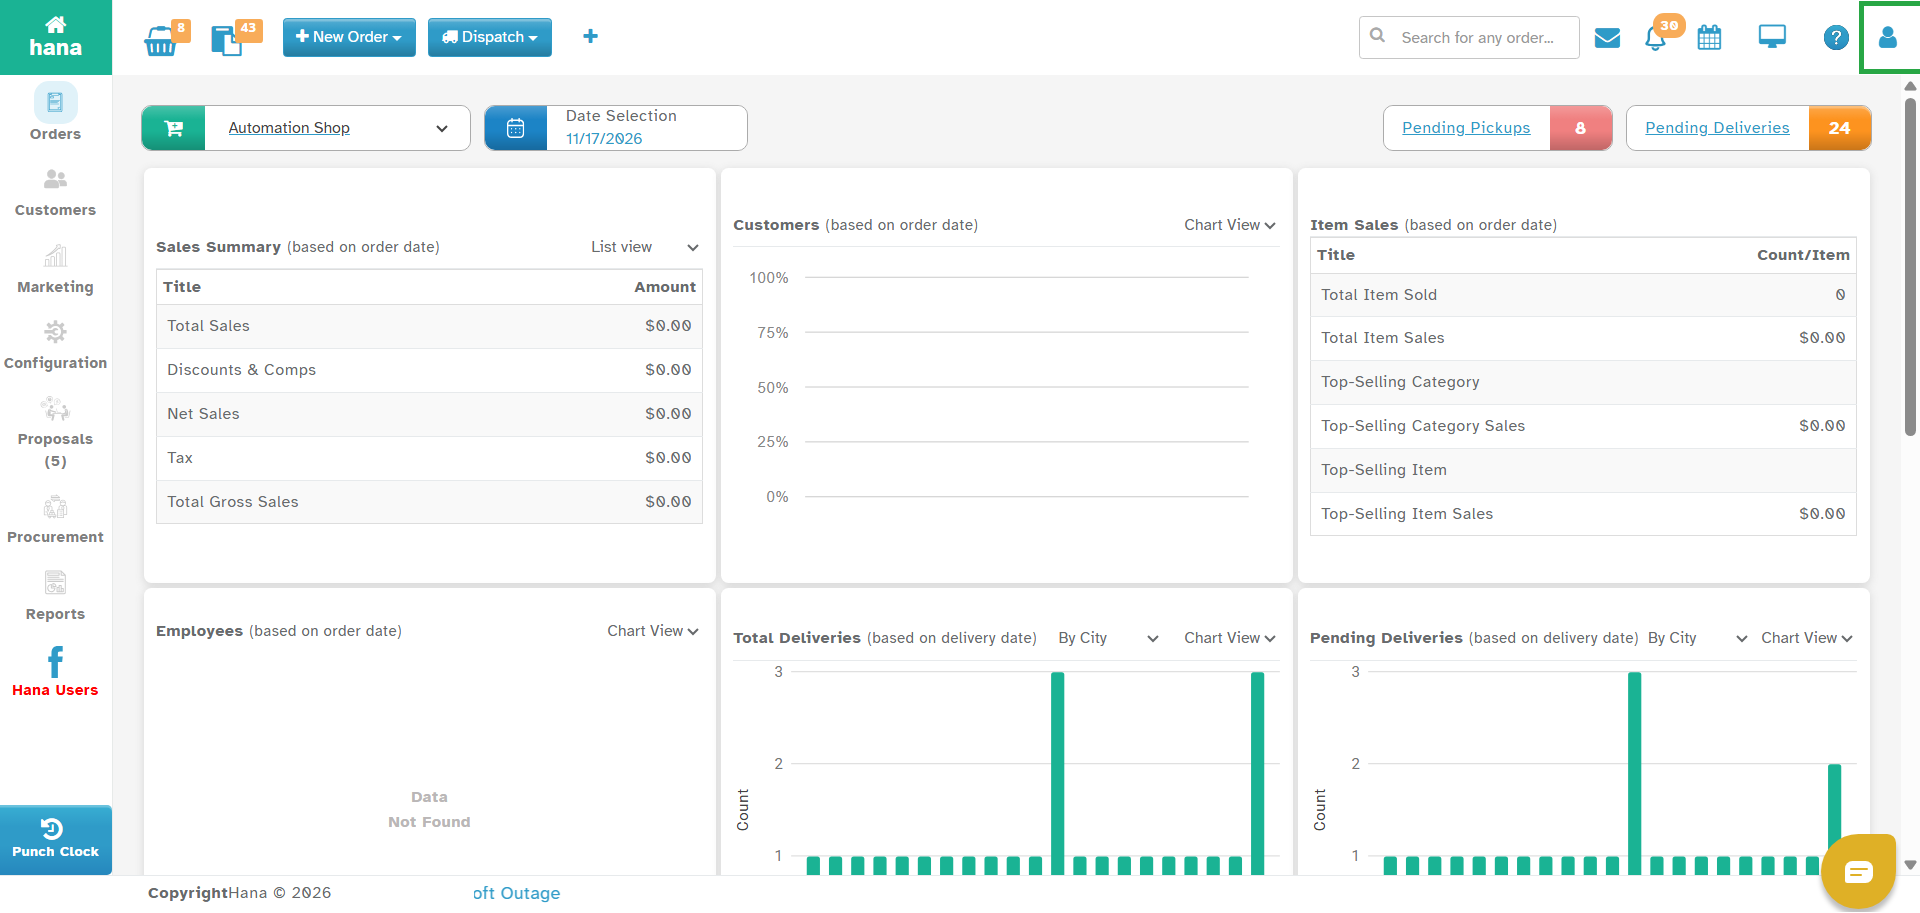 hana
8
43
New Order
Dispatch
Search for any order...
30
Orders
Customers
Marketing
Configuration
Proposals
(5)
Procurement
Reports
Hana Users
Punch Clock
Automation Shop
Date Selection
11/17/2026
Pending Pickups
8
Pending Deliveries
24
Sales Summary (based on order date)
List view
Title Amount
Total Sales $0.00
Discounts & Comps $0.00
Net Sales $0.00
Tax $0.00
Total Gross Sales $0.00
Customers (based on order date)
Chart View
100%
75%
50%
25%
0%
Item Sales (based on order date)
Title Count/Item
Total Item Sold 0
Total Item Sales $0.00
Top-Selling Category
Top-Selling Category Sales $0.00
Top-Selling Item
Top-Selling Item Sales $0.00
Employees (based on order date)
Chart View
Data
Not Found
Total Deliveries (based on delivery date)
By City
Chart View
3
2
1
Count
Pending Deliveries (based on delivery date)
By City
Chart View
3
2
1
Count
CopyrightHana © 2026
oft Outage